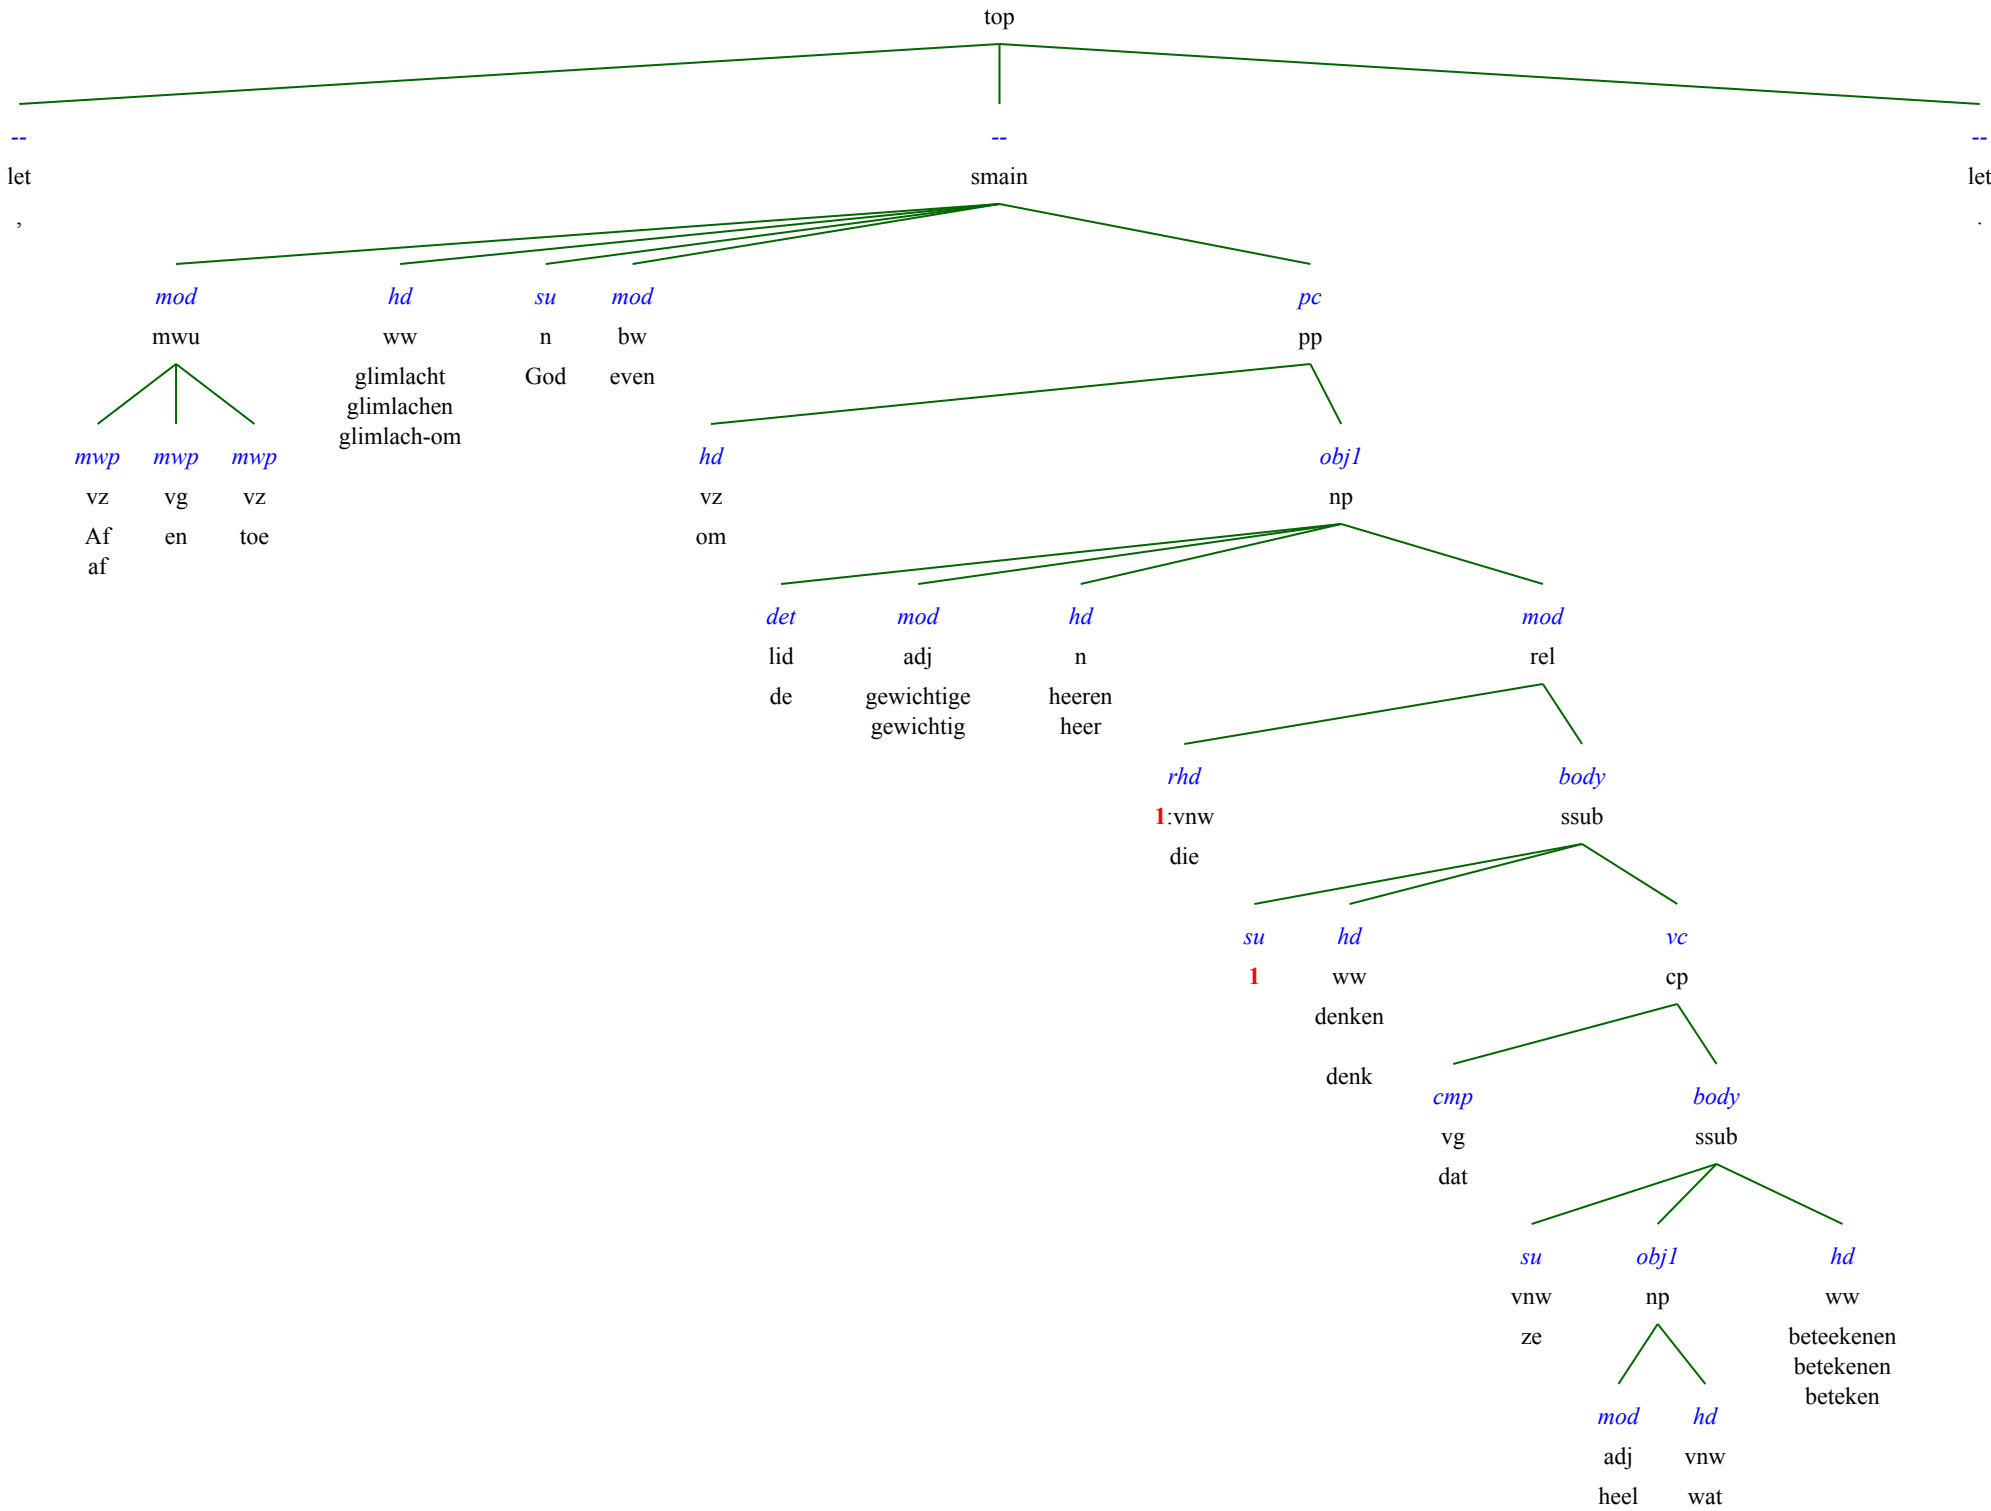 top
-- -- --
let smain let
, .
mod hd su mod pc
mwu ww n bw pp
glimlacht God even
glimlachen
glimlach-om
mwp mwp mwp hd obj1
vz vg vz vz np
Af en toe om
af
det mod hd mod
lid adj n rel
de gewichtige heeren
gewichtig heer
rhd body
1:vnw ssub
die
su hd vc
1 ww cp
denken
denk
cmp body
vg ssub
dat
su obj1 hd
vnw np ww
ze beteekenen
betekenen
beteken
mod hd
adj vnw
heel wat